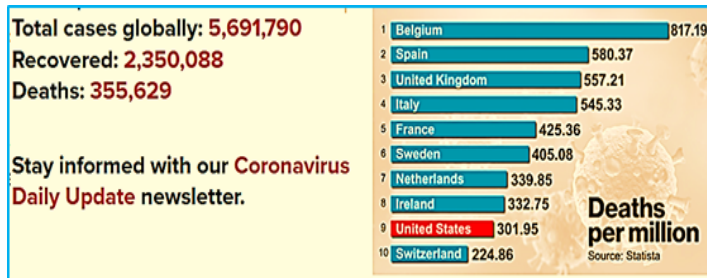 Total cases globally: 5,691,790
Recovered: 2,350,088
Deaths: 355,629
Stay informed with our Coronavirus
Daily Update newsletter.
1 Belgium 817.19
2 Spain 580.37
3 United Kingdom 557.21
4 Italy 545.33
5 France 425.36
6 Sweden 405.08
7 Netherlands 339.85
8 Ireland 332.75
9 United States 301.95
10 Switzerland 224.86
Deaths
per million
Source: Statista